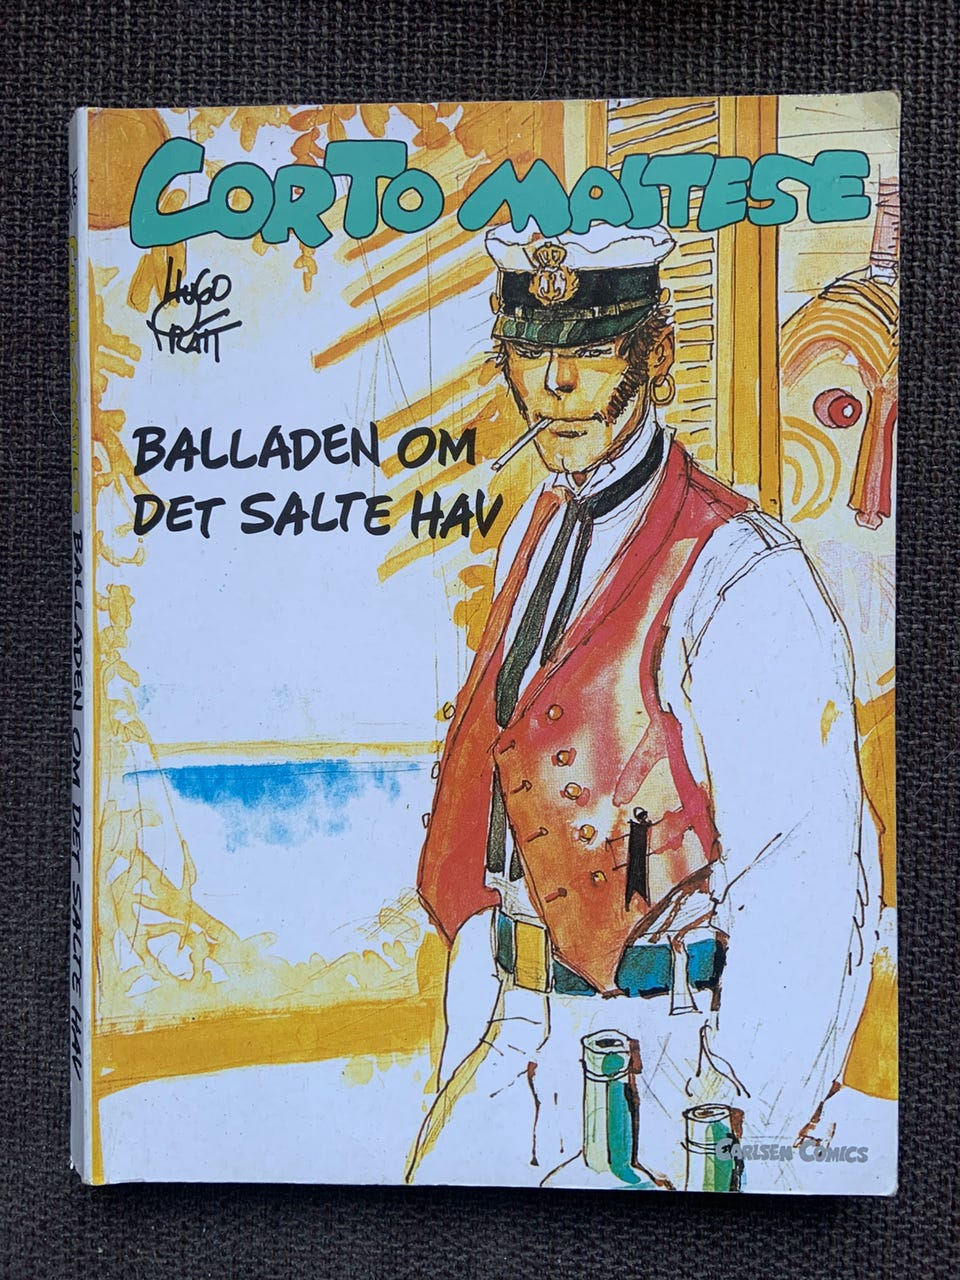 CORTO MALTESE
HUGO
PRATT
BALLADEN OM
DET SALTE HAV
CARLSEN COMICS
BALLADEN OM DET SALTE HAV